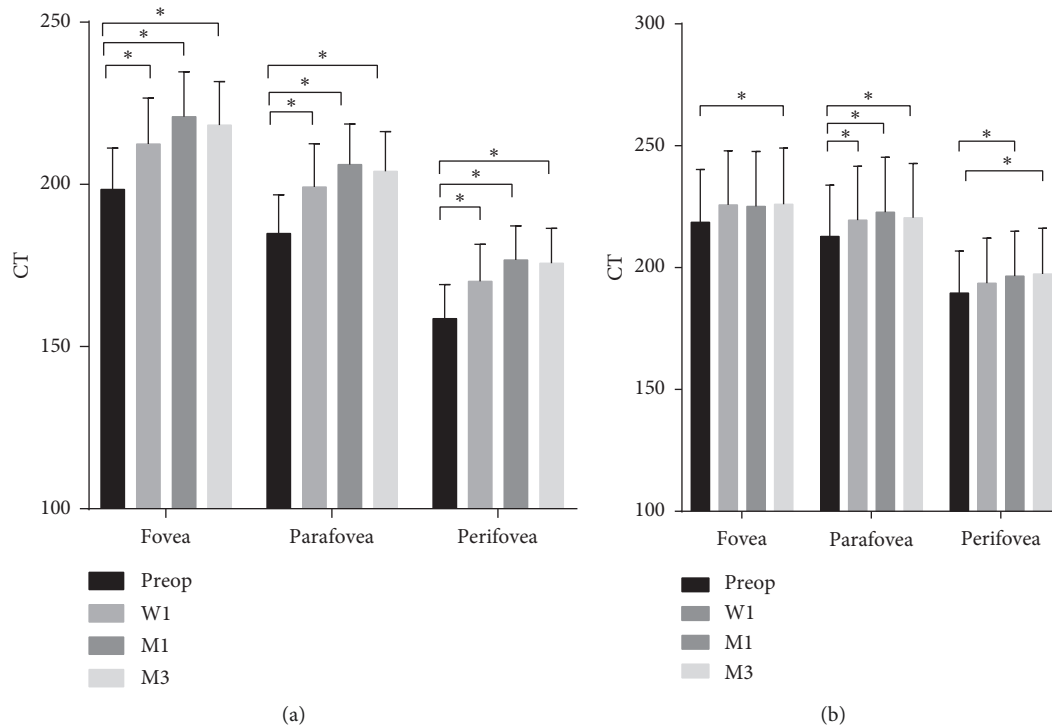 250
200
150
100
CT
*
*
*
*
*
*
*
*
*
Fovea
Parafovea
Perifovea
Preop
W1
M1
M3
(a)
300
250
200
150
100
CT
*
*
*
*
*
*
Fovea
Parafovea
Perifovea
Preop
W1
M1
M3
(b)